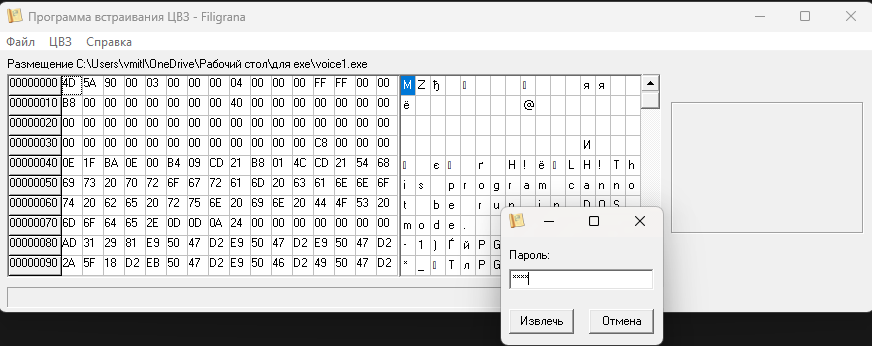 Программа встраивания ЦВЗ - Filigrana
Файл ЦВЗ Справка
Размещение C:\Users\vmitl\OneDrive\Рабочий стол\для exe\voice1.exe
00000000 4D 5A 90 00 03 00 00 00 04 00 00 00 FF FF 00 00 M Z ђ я я
00000010 B8 00 00 00 00 00 00 00 40 00 00 00 00 00 00 00 ё @
00000020 00 00 00 00 00 00 00 00 00 00 00 00 00 00 00 00
00000030 00 00 00 00 00 00 00 00 00 00 00 00 C8 00 00 00 И
00000040 0E 1F BA 0E 00 B4 09 CD 21 B8 01 4C CD 21 54 68 є ґ Н ! ё L Н ! T h
00000050 69 73 20 70 72 6F 67 72 61 6D 20 63 61 6E 6E 6F i s p r o g r a m c a n n o
00000060 74 20 62 65 20 72 75 6E 20 69 6E 20 44 4F 53 20 t b e r u n i n D O S
00000070 6D 6F 64 65 2E 0D 0D 0A 24 00 00 00 00 00 00 00 m o d e .
00000080 AD 31 29 81 E9 50 47 D2 E9 50 47 D2 E9 50 47 D2 - 1 ) Ѓ й P G
00000090 2A 5F 18 D2 EB 50 47 D2 E9 50 46 D2 49 50 47 D2 * _ Т л P G
Пароль:
****
Извлечь Отмена